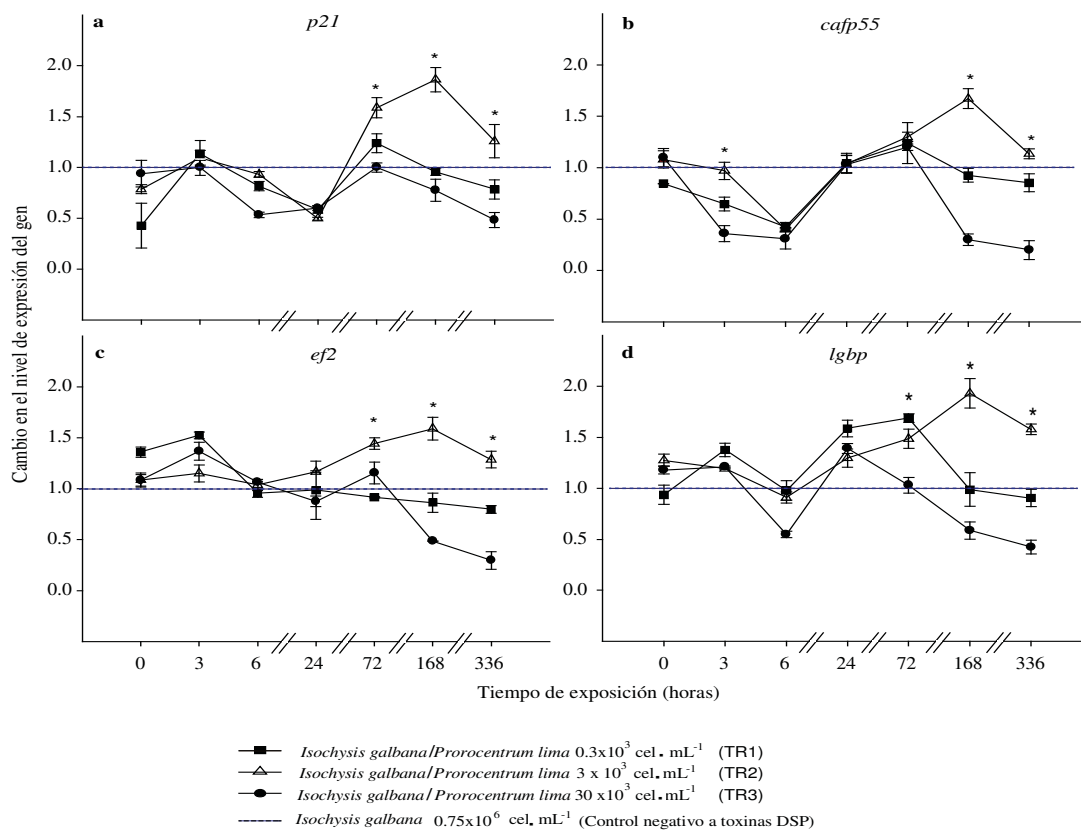 a
p21
b
cafp55
2.0
1.5
1.0
0.5
0.0
2.0
1.5
1.0
0.5
0.0
*
*
*
*
*
*
c
ef2
d
lgbp
2.0
1.5
1.0
0.5
0.0
2.0
1.5
1.0
0.5
0.0
*
*
*
*
*
*
0 3 6 24 72 168 336
0 3 6 24 72 168 336
Cambio en el nivel de expresión del gen
Tiempo de exposición (horas)
Isochysis galbana/Prorocentrum lima 0.3x10³ cel. mL⁻¹ (TR1)
Isochysis galbana/Prorocentrum lima 3 x 10³ cel. mL⁻¹ (TR2)
Isochysis galbana/Prorocentrum lima 30 x10³ cel. mL⁻¹ (TR3)
Isochysis galbana 0.75x10⁶ cel. mL⁻¹ (Control negativo a toxinas DSP)